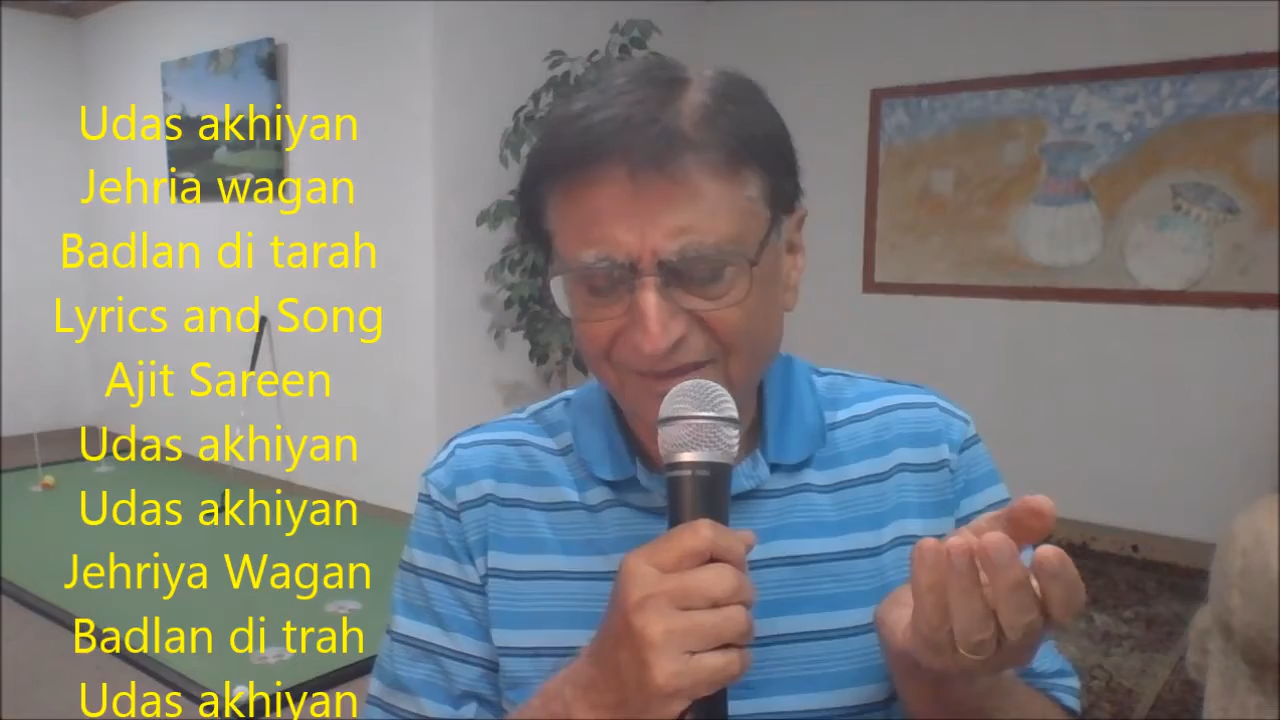 Udas akhiyan
Jehria wagan
Badlan di tarah
Lyrics and Song
Ajit Sareen
Udas akhiyan
Udas akhiyan
Jehriya Wagan
Badlan di trah
Udas akhiyan